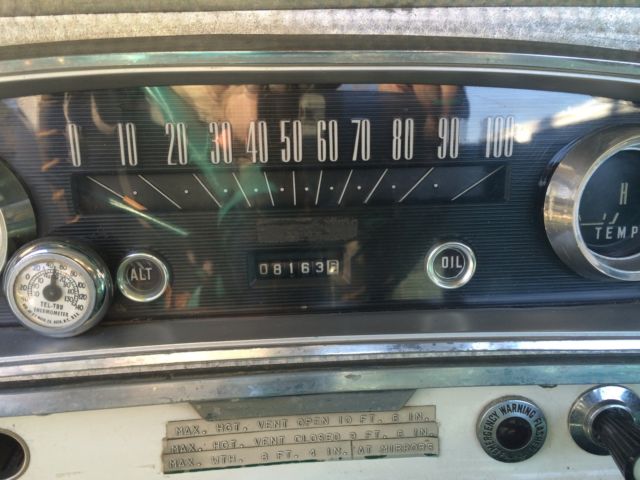 0 10 20 30 40 50 60 70 80 90 100
H
TEMP
ALT
OIL
08163
TEL-TRU
THERMOMETER
EMERGENCY WARNING FLASHER
MAX. HGT. VENT OPEN 10 FT. 6 IN.
MAX. HGT. VENT CLOSED 9 FT. 6 IN.
MAX. WTH. 8 FT. 4 IN. AT MIRRORS